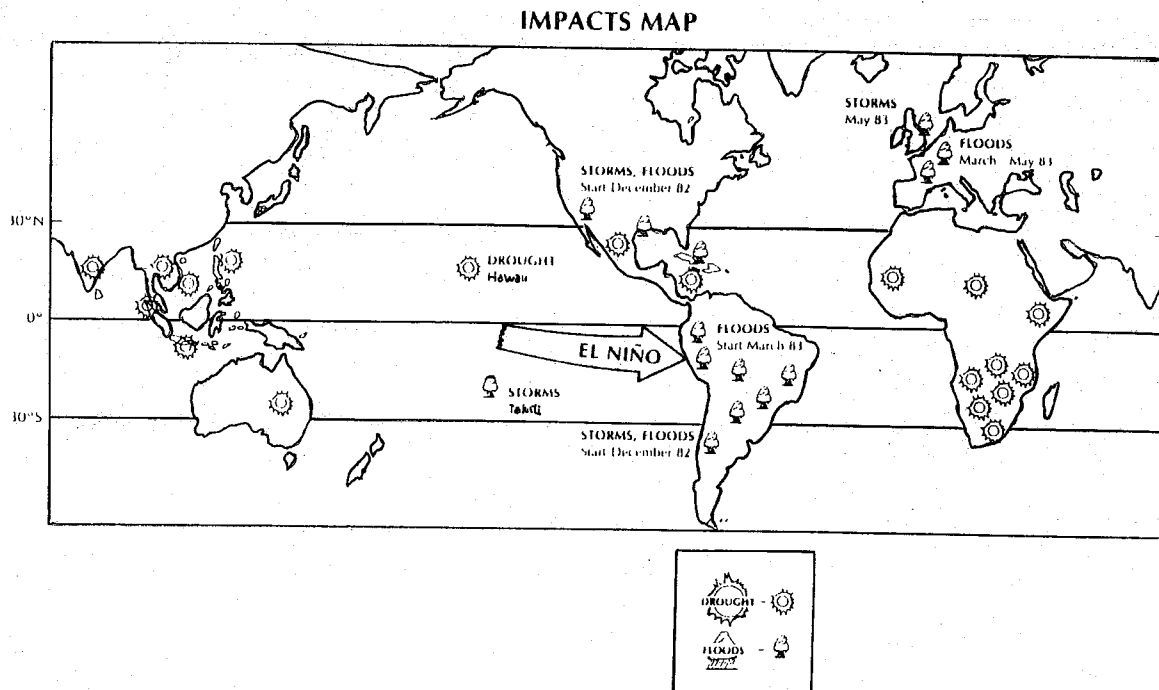 IMPACTS MAP
STORMS
May 83
FLOODS
March - May 83
STORMS, FLOODS
Start December 82
30°N
DROUGHT
Hawaii
0°
FLOODS
Start March 83
EL NIÑO
STORMS
Tahiti
30°S
STORMS, FLOODS
Start December 82
DROUGHT -
FLOODS -